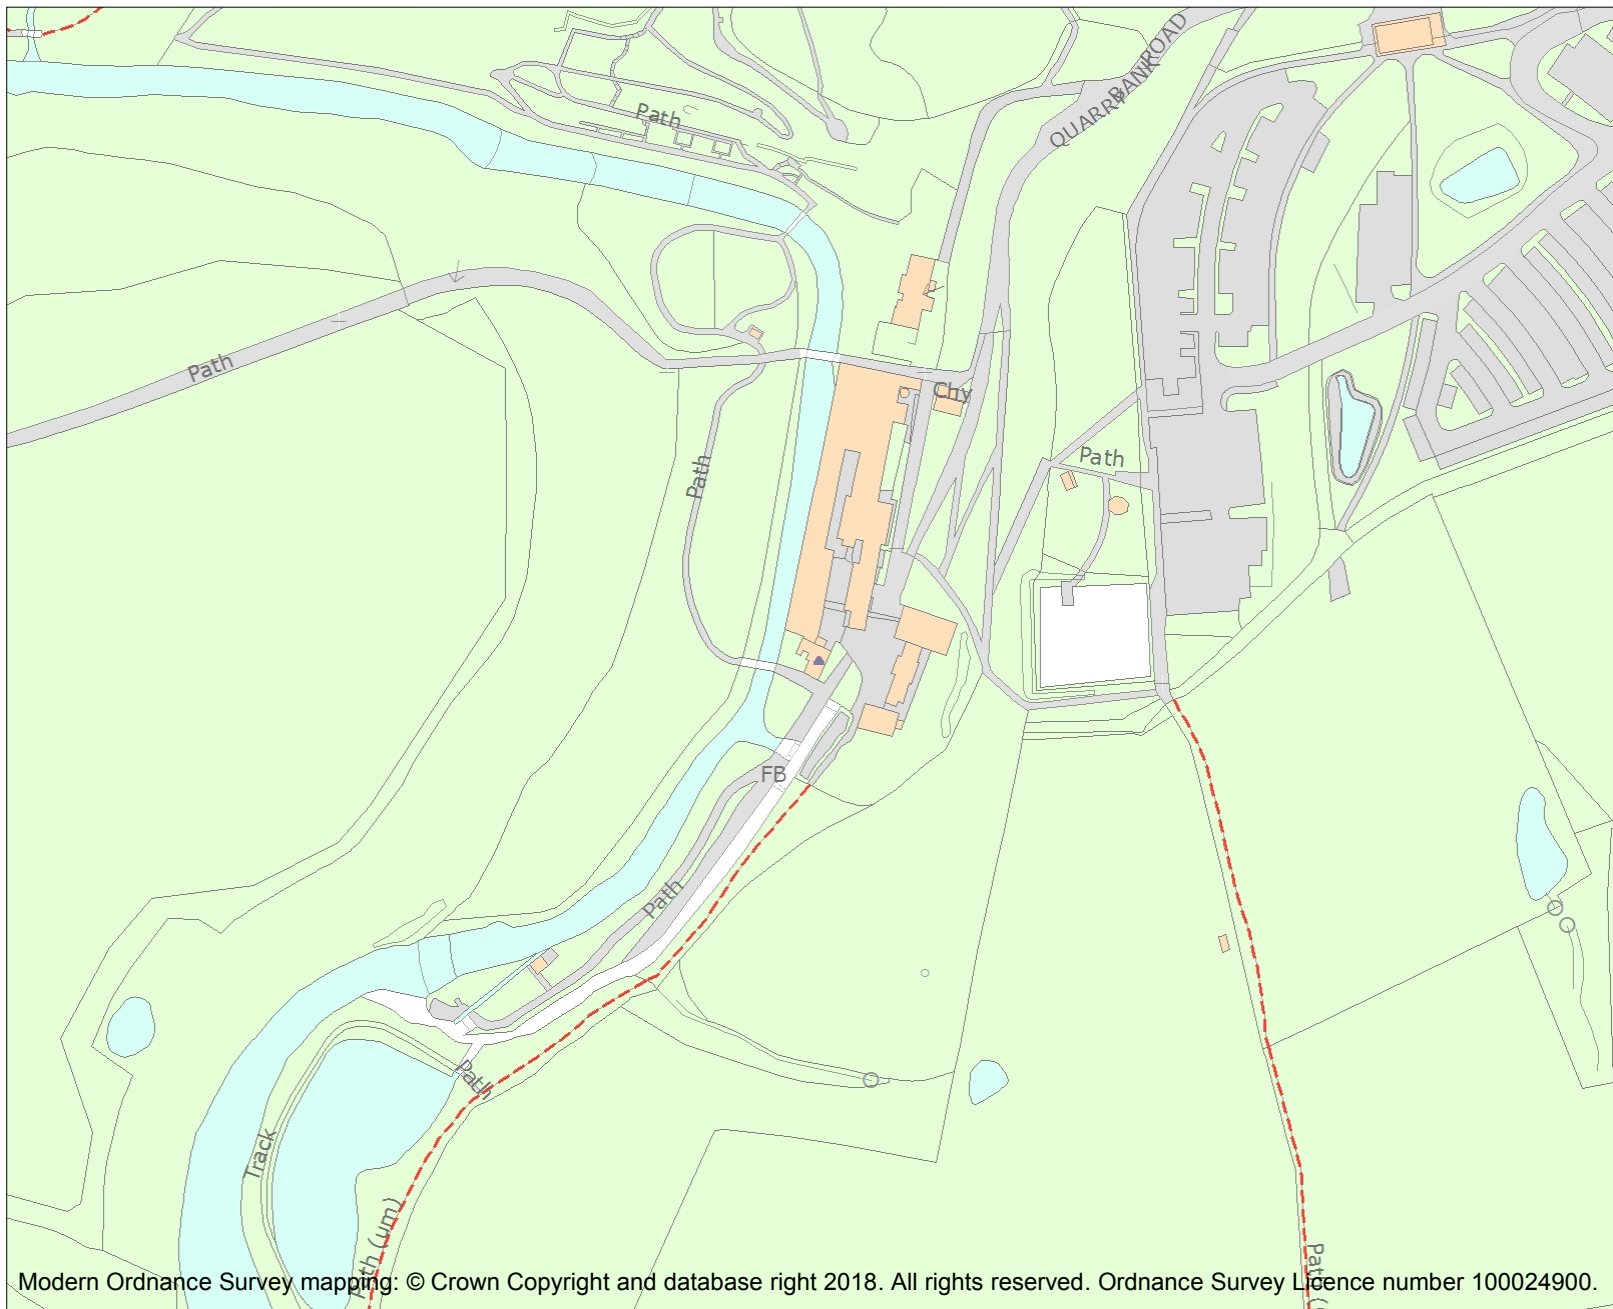 QUARRY BANK ROAD
Path
Path
Chy
Path
Path
FB
Path
Path
Track
Path (um)
Path (
Modern Ordnance Survey mapping: © Crown Copyright and database right 2018. All rights reserved. Ordnance Survey Licence number 100024900.